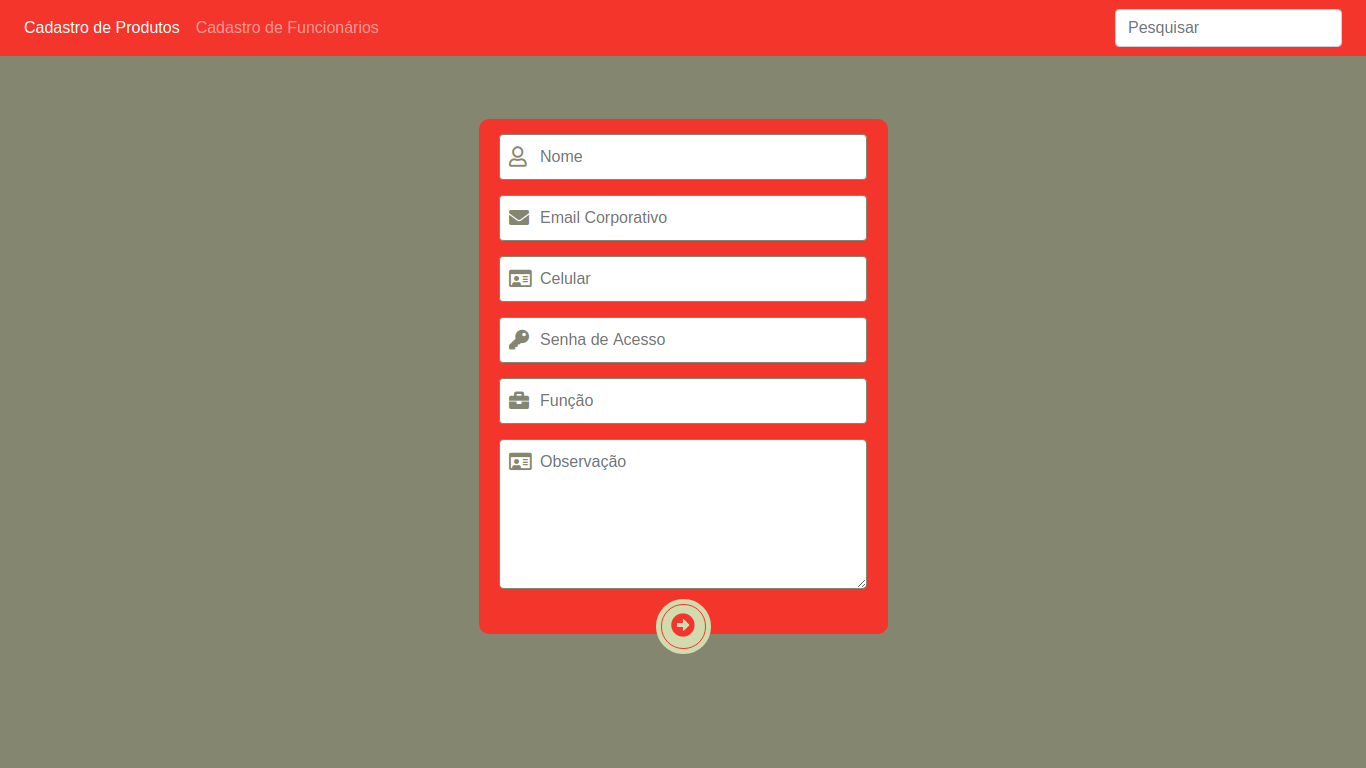 Cadastro de Produtos Cadastro de Funcionários Pesquisar
Nome
Email Corporativo
Celular
Senha de Acesso
Função
Observação